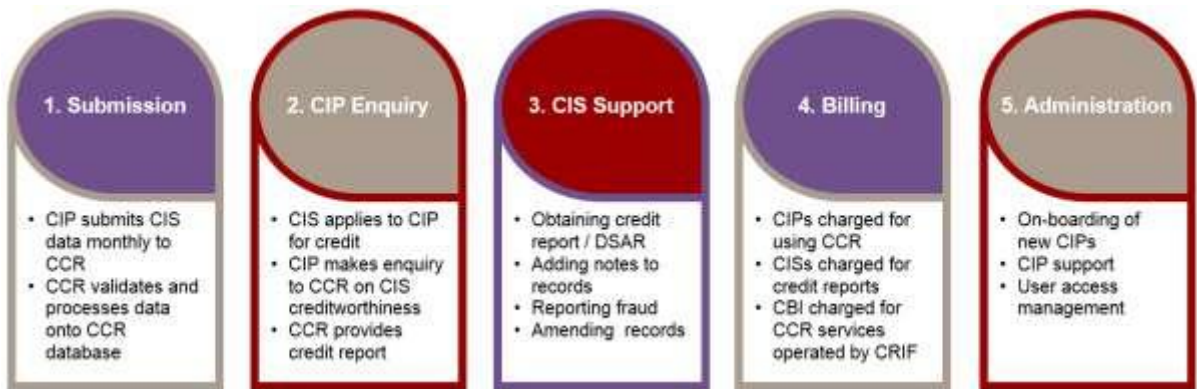 1. Submission
• CIP submits CIS
data monthly to
CCR
• CCR validates and
processes data
onto CCR
database
2. CIP Enquiry
• CIS applies to CIP
for credit
• CIP makes enquiry
to CCR on CIS
creditworthiness
• CCR provides
credit report
3. CIS Support
• Obtaining credit
report / DSAR
• Adding notes to
records
• Reporting fraud
• Amending records
4. Billing
• CIPs charged for
using CCR
• CISs charged for
credit reports
• CBI charged for
CCR services
operated by CRIF
5. Administration
• On-boarding of
new CIPs
• CIP support
• User access
management